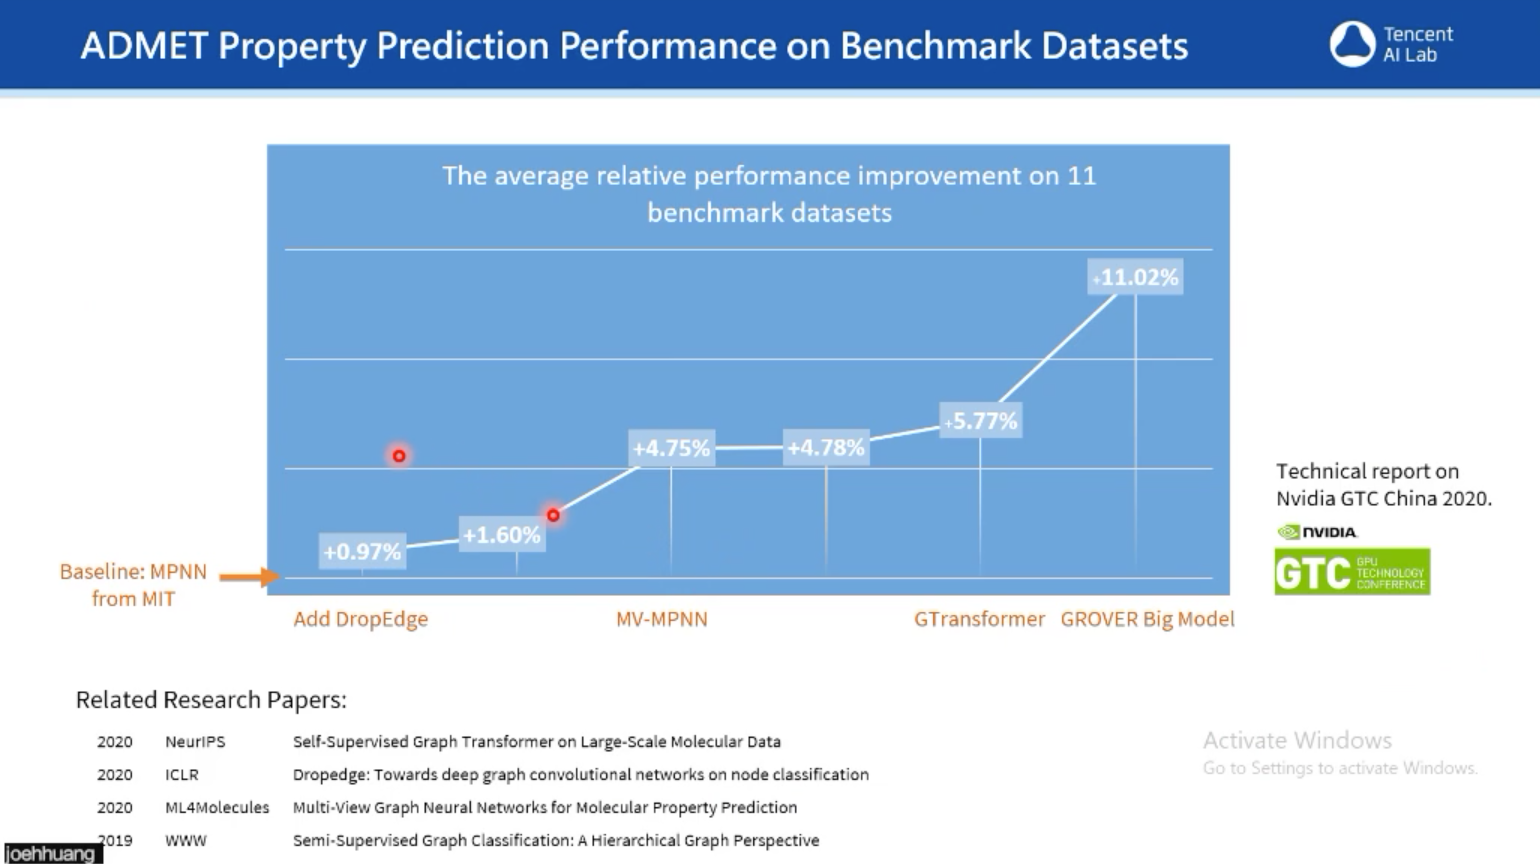 ADMET Property Prediction Performance on Benchmark Datasets
Tencent
AI Lab
The average relative performance improvement on 11
benchmark datasets
+11.02%
+5.77%
+4.75%
+4.78%
+1.60%
+0.97%
Baseline: MPNN
from MIT
Add DropEdge
MV-MPNN
GTransformer
GROVER Big Model
Technical report on
Nvidia GTC China 2020.
NVIDIA
GTC
GPU
TECHNOLOGY
CONFERENCE
Related Research Papers:
2020 NeurIPS Self-Supervised Graph Transformer on Large-Scale Molecular Data
2020 ICLR Dropedge: Towards deep graph convolutional networks on node classification
2020 ML4Molecules Multi-View Graph Neural Networks for Molecular Property Prediction
2019 WWW Semi-Supervised Graph Classification: A Hierarchical Graph Perspective
Activate Windows
Go to Settings to activate Windows.
joehhuang